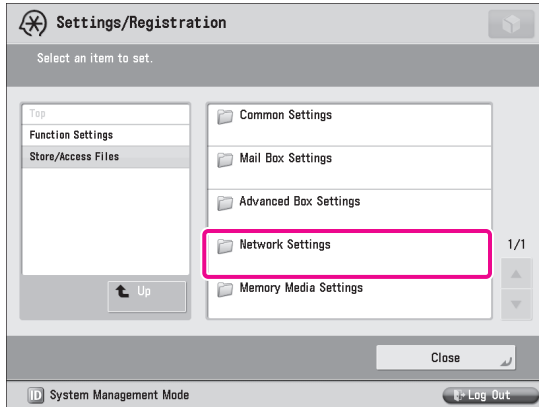 Settings/Registration
Select an item to set.
Top
Function Settings
Store/Access Files
Up
Common Settings
Mail Box Settings
Advanced Box Settings
Network Settings
Memory Media Settings
1/1
Close
ID System Management Mode
Log Out